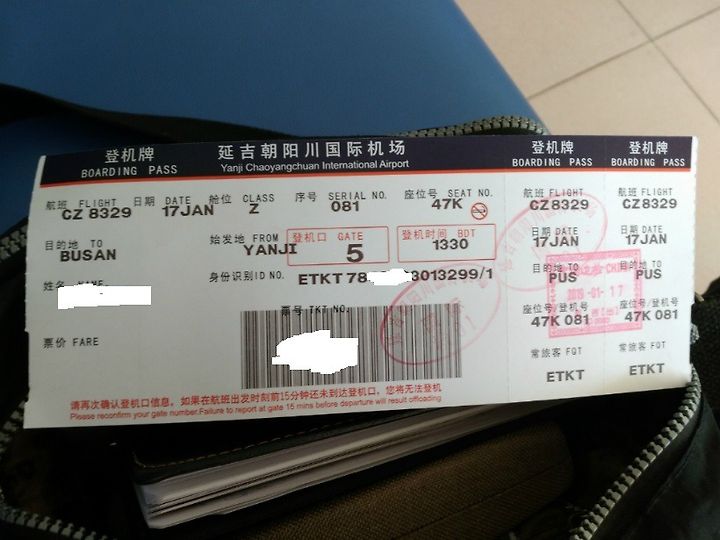 登机牌
BOARDING PASS
延吉朝阳川国际机场
Yanji Chaoyangchuan International Airport
登机牌
BOARDING PASS
登机牌
BOARDING PASS
航班 FLIGHT 日期 DATE 舱位 CLASS 序号 SERIAL NO. 座位号 SEAT NO.
CZ 8329 17JAN Z 081 47K
目的地 TO 始发地 FROM 登机口 GATE 登机时间 BDT
BUSAN YANJI 5 1330
姓名
身份识别ID NO. ETKT 78 3013299/1
票号 TKT NO.
票价 FARE
请再次确认登机口信息。如果在航班出发时刻前15分钟还未到达登机口，您将无法登机
Please reconfirm your gate number.Failure to report at gate 15 mins before departure will result offloading
航班 FLIGHT
CZ8329
日期 DATE
17JAN
目的地 TO
PUS
座位号/登机号
47K 081
常旅客 FQT
ETKT
航班 FLIGHT
CZ8329
日期 DATE
17JAN
目的地 TO
PUS
座位号/登机号
47K 081
常旅客 FQT
ETKT
2019-01-17